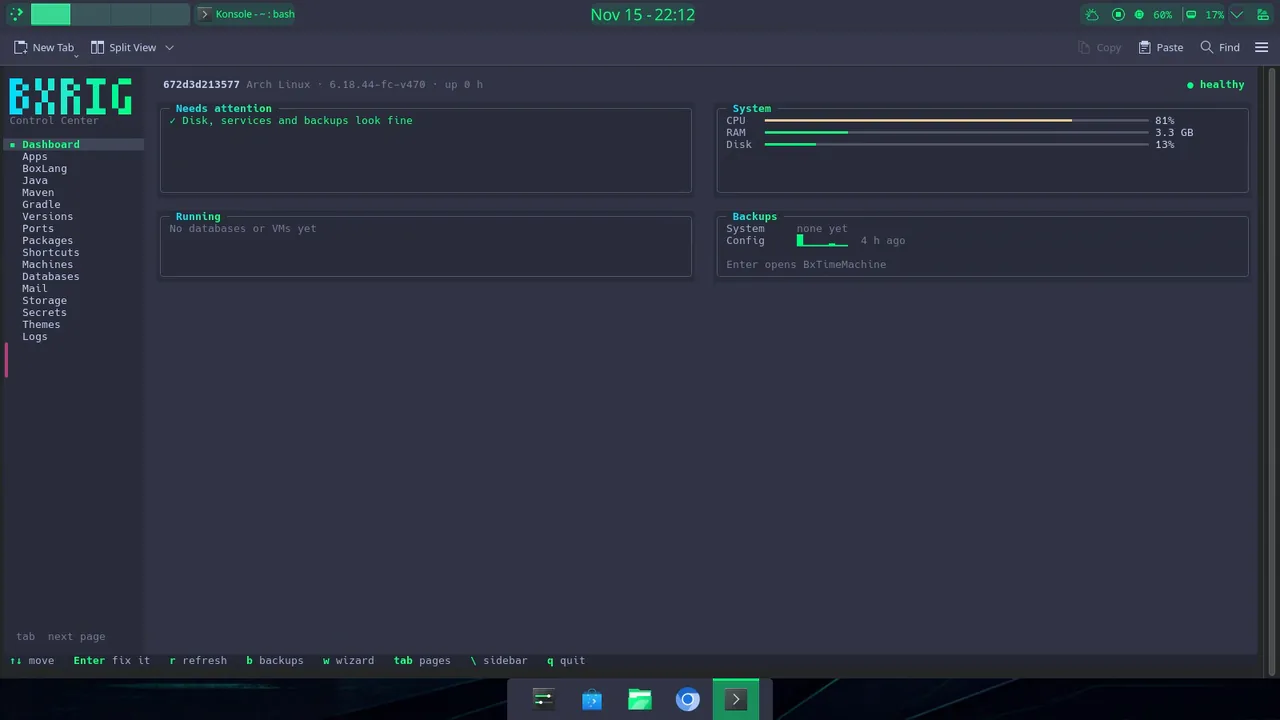 Konsole - ~ : bash
Nov 15 - 22:12
60%
17%
New Tab
Split View
Copy
Paste
Find
BXRIG
Control Center
672d3d213577 Arch Linux · 6.18.44-fc-v470 · up 0 h
● healthy
Dashboard
Apps
BoxLang
Java
Maven
Gradle
Versions
Ports
Packages
Shortcuts
Machines
Databases
Mail
Storage
Secrets
Themes
Logs
Needs attention
✓ Disk, services and backups look fine
System
CPU 81%
RAM 3.3 GB
Disk 13%
Running
No databases or VMs yet
Backups
System none yet
Config 4 h ago
Enter opens BxTimeMachine
tab next page
↑↓ move Enter fix it r refresh b backups w wizard tab pages \ sidebar q quit